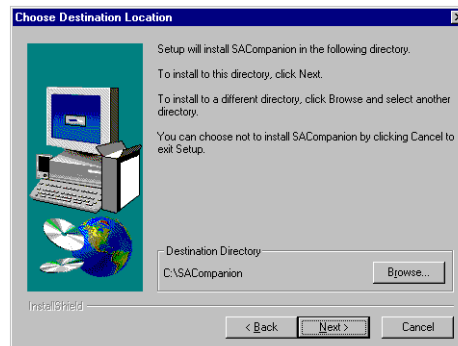 Choose Destination Location
Setup will install SACompanion in the following directory.
To install to this directory, click Next.
To install to a different directory, click Browse and select another
directory.
You can choose not to install SACompanion by clicking Cancel to
exit Setup.
Destination Directory
C:\SACompanion
Browse...
InstallShield
< Back
Next >
Cancel